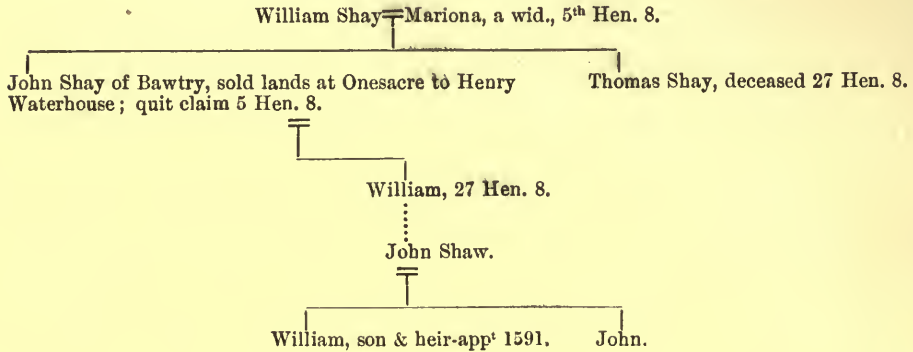 William Shay Mariona, a wid., 5th Hen. 8.
John Shay of Bawtry, sold lands at Onesacre to Henry
Waterhouse; quit claim 5 Hen. 8.
Thomas Shay, deceased 27 Hen. 8.
William, 27 Hen. 8.
John Shaw.
William, son & heir-appt 1591. John.